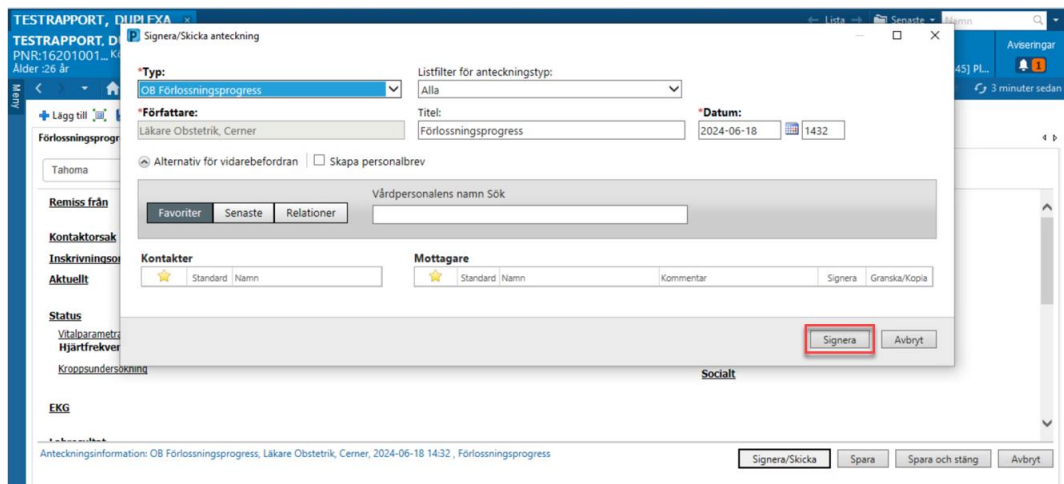 TESTRAPPORT, DUPLEXA ×
Lista
Senaste
Namn
TESTRAPPORT, D
PNR:16201001...
Ålder :26 år
45] Pl...
Aviseringar
1
Meny
3 minuter sedan
Lägg till
Förlossningsprogr
Tahoma
Remiss från
Kontaktorsak
Aktuellt
Status
Vitalparametra
Hjärtfrekver
Kroppsundersökning
EKG
Socialt
Signera/Skicka anteckning
*Typ:
Listfilter för anteckningstyp:
OB Förlossningsprogress
Alla
*Författare:
Titel:
*Datum:
Läkare Obstetrik, Cerner
Förlossningsprogress
2024-06-18
1432
Alternativ för vidarebefordran
Skapa personalbrev
Vårdpersonalens namn Sök
Favoriter
Senaste
Relationer
Kontakter
Mottagare
Standard
Namn
Standard
Namn
Kommentar
Signera
Granska/Kopia
Signera
Avbryt
Anteckningsinformation: OB Förlossningsprogress, Läkare Obstetrik, Cerner, 2024-06-18 14:32 , Förlossningsprogress
Signera/Skicka
Spara
Spara och stäng
Avbryt